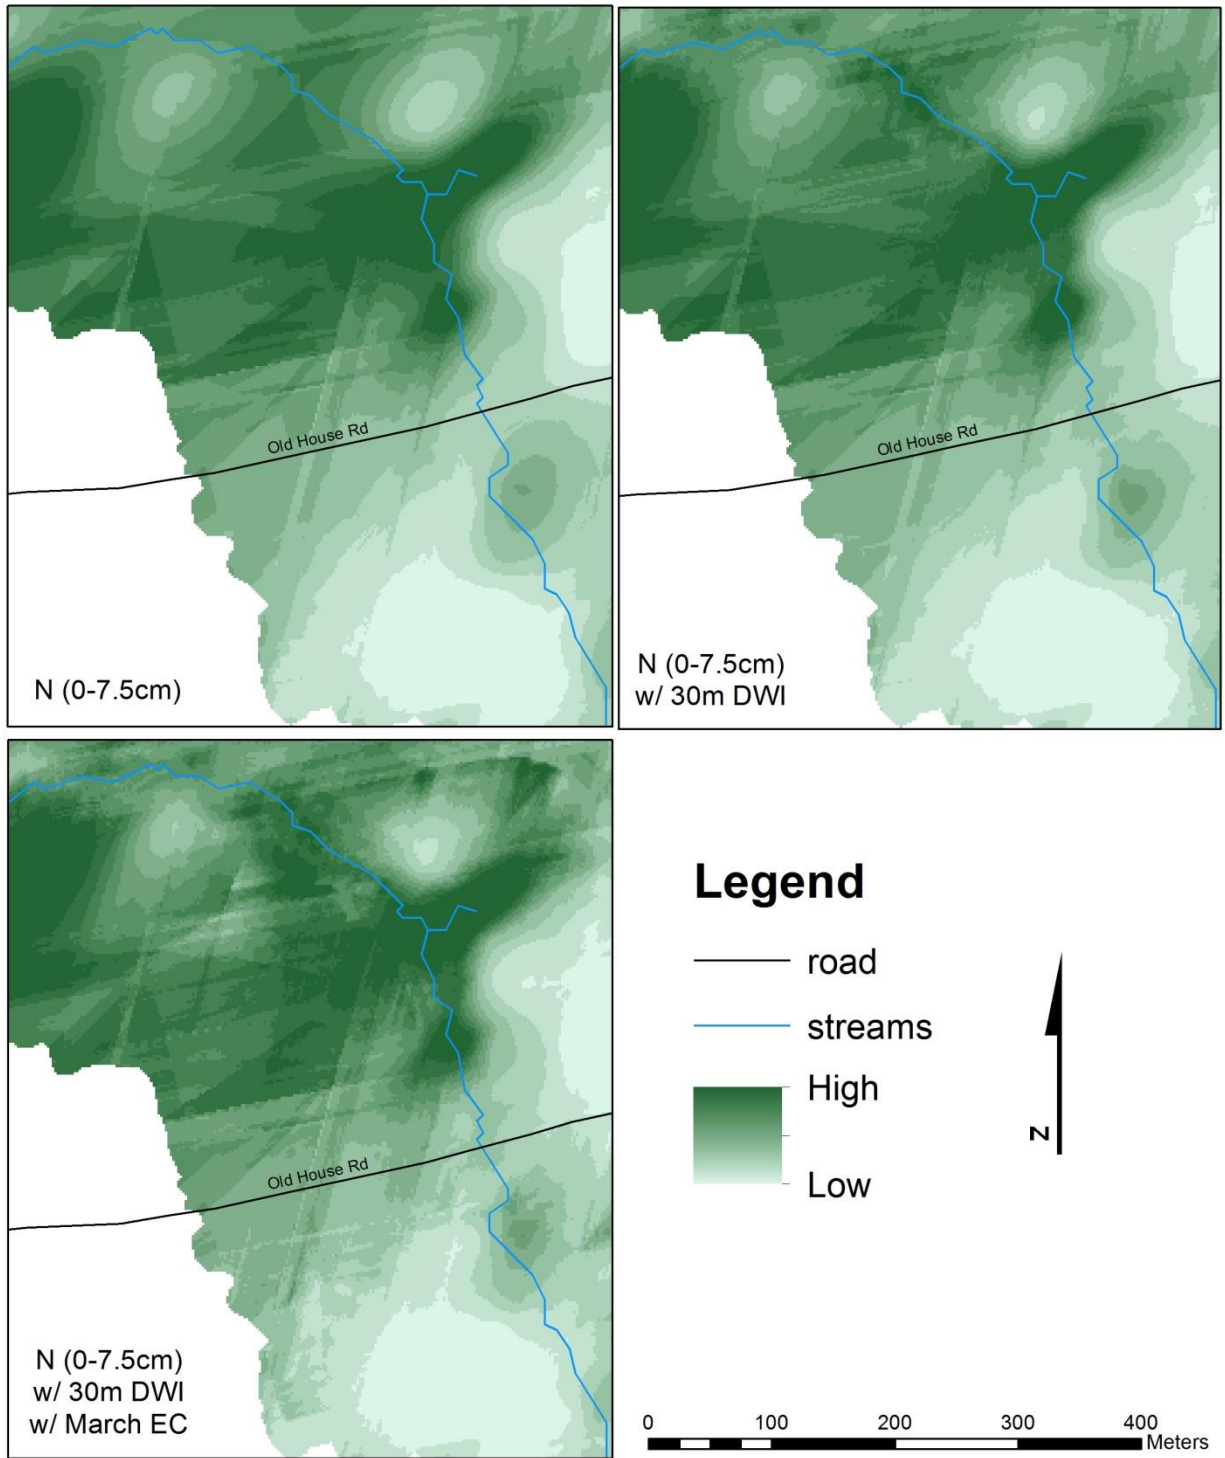 Old House Rd
N (0-7.5cm)
Old House Rd
N (0-7.5cm)
w/ 30m DWI
Old House Rd
N (0-7.5cm)
w/ 30m DWI
w/ March EC
Legend
road
streams
High
Low
N
0 100 200 300 400
Meters